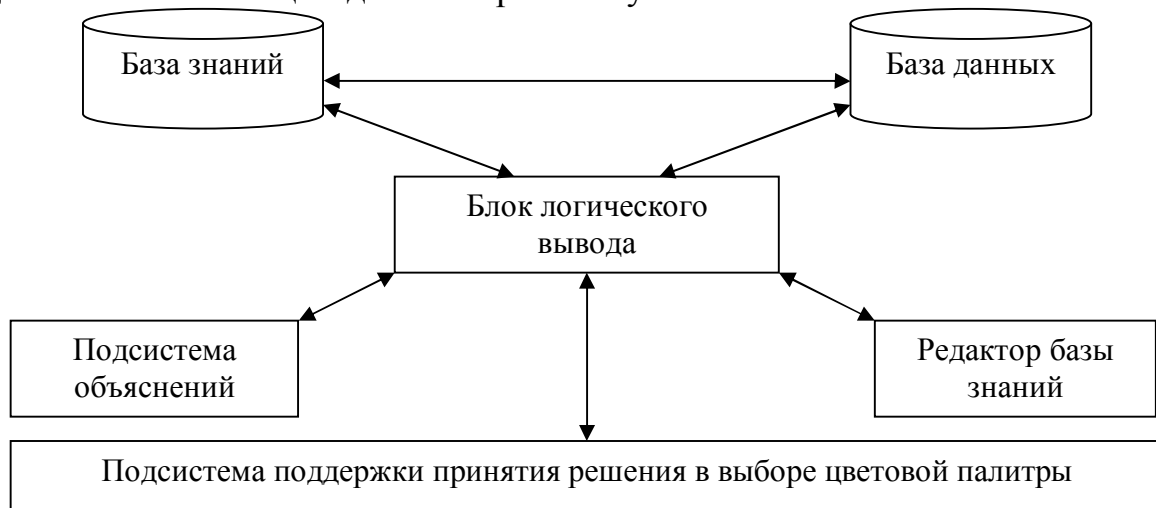 База знаний
База данных
Блок логического
вывода
Подсистема
объяснений
Редактор базы
знаний
Подсистема поддержки принятия решения в выборе цветовой палитры